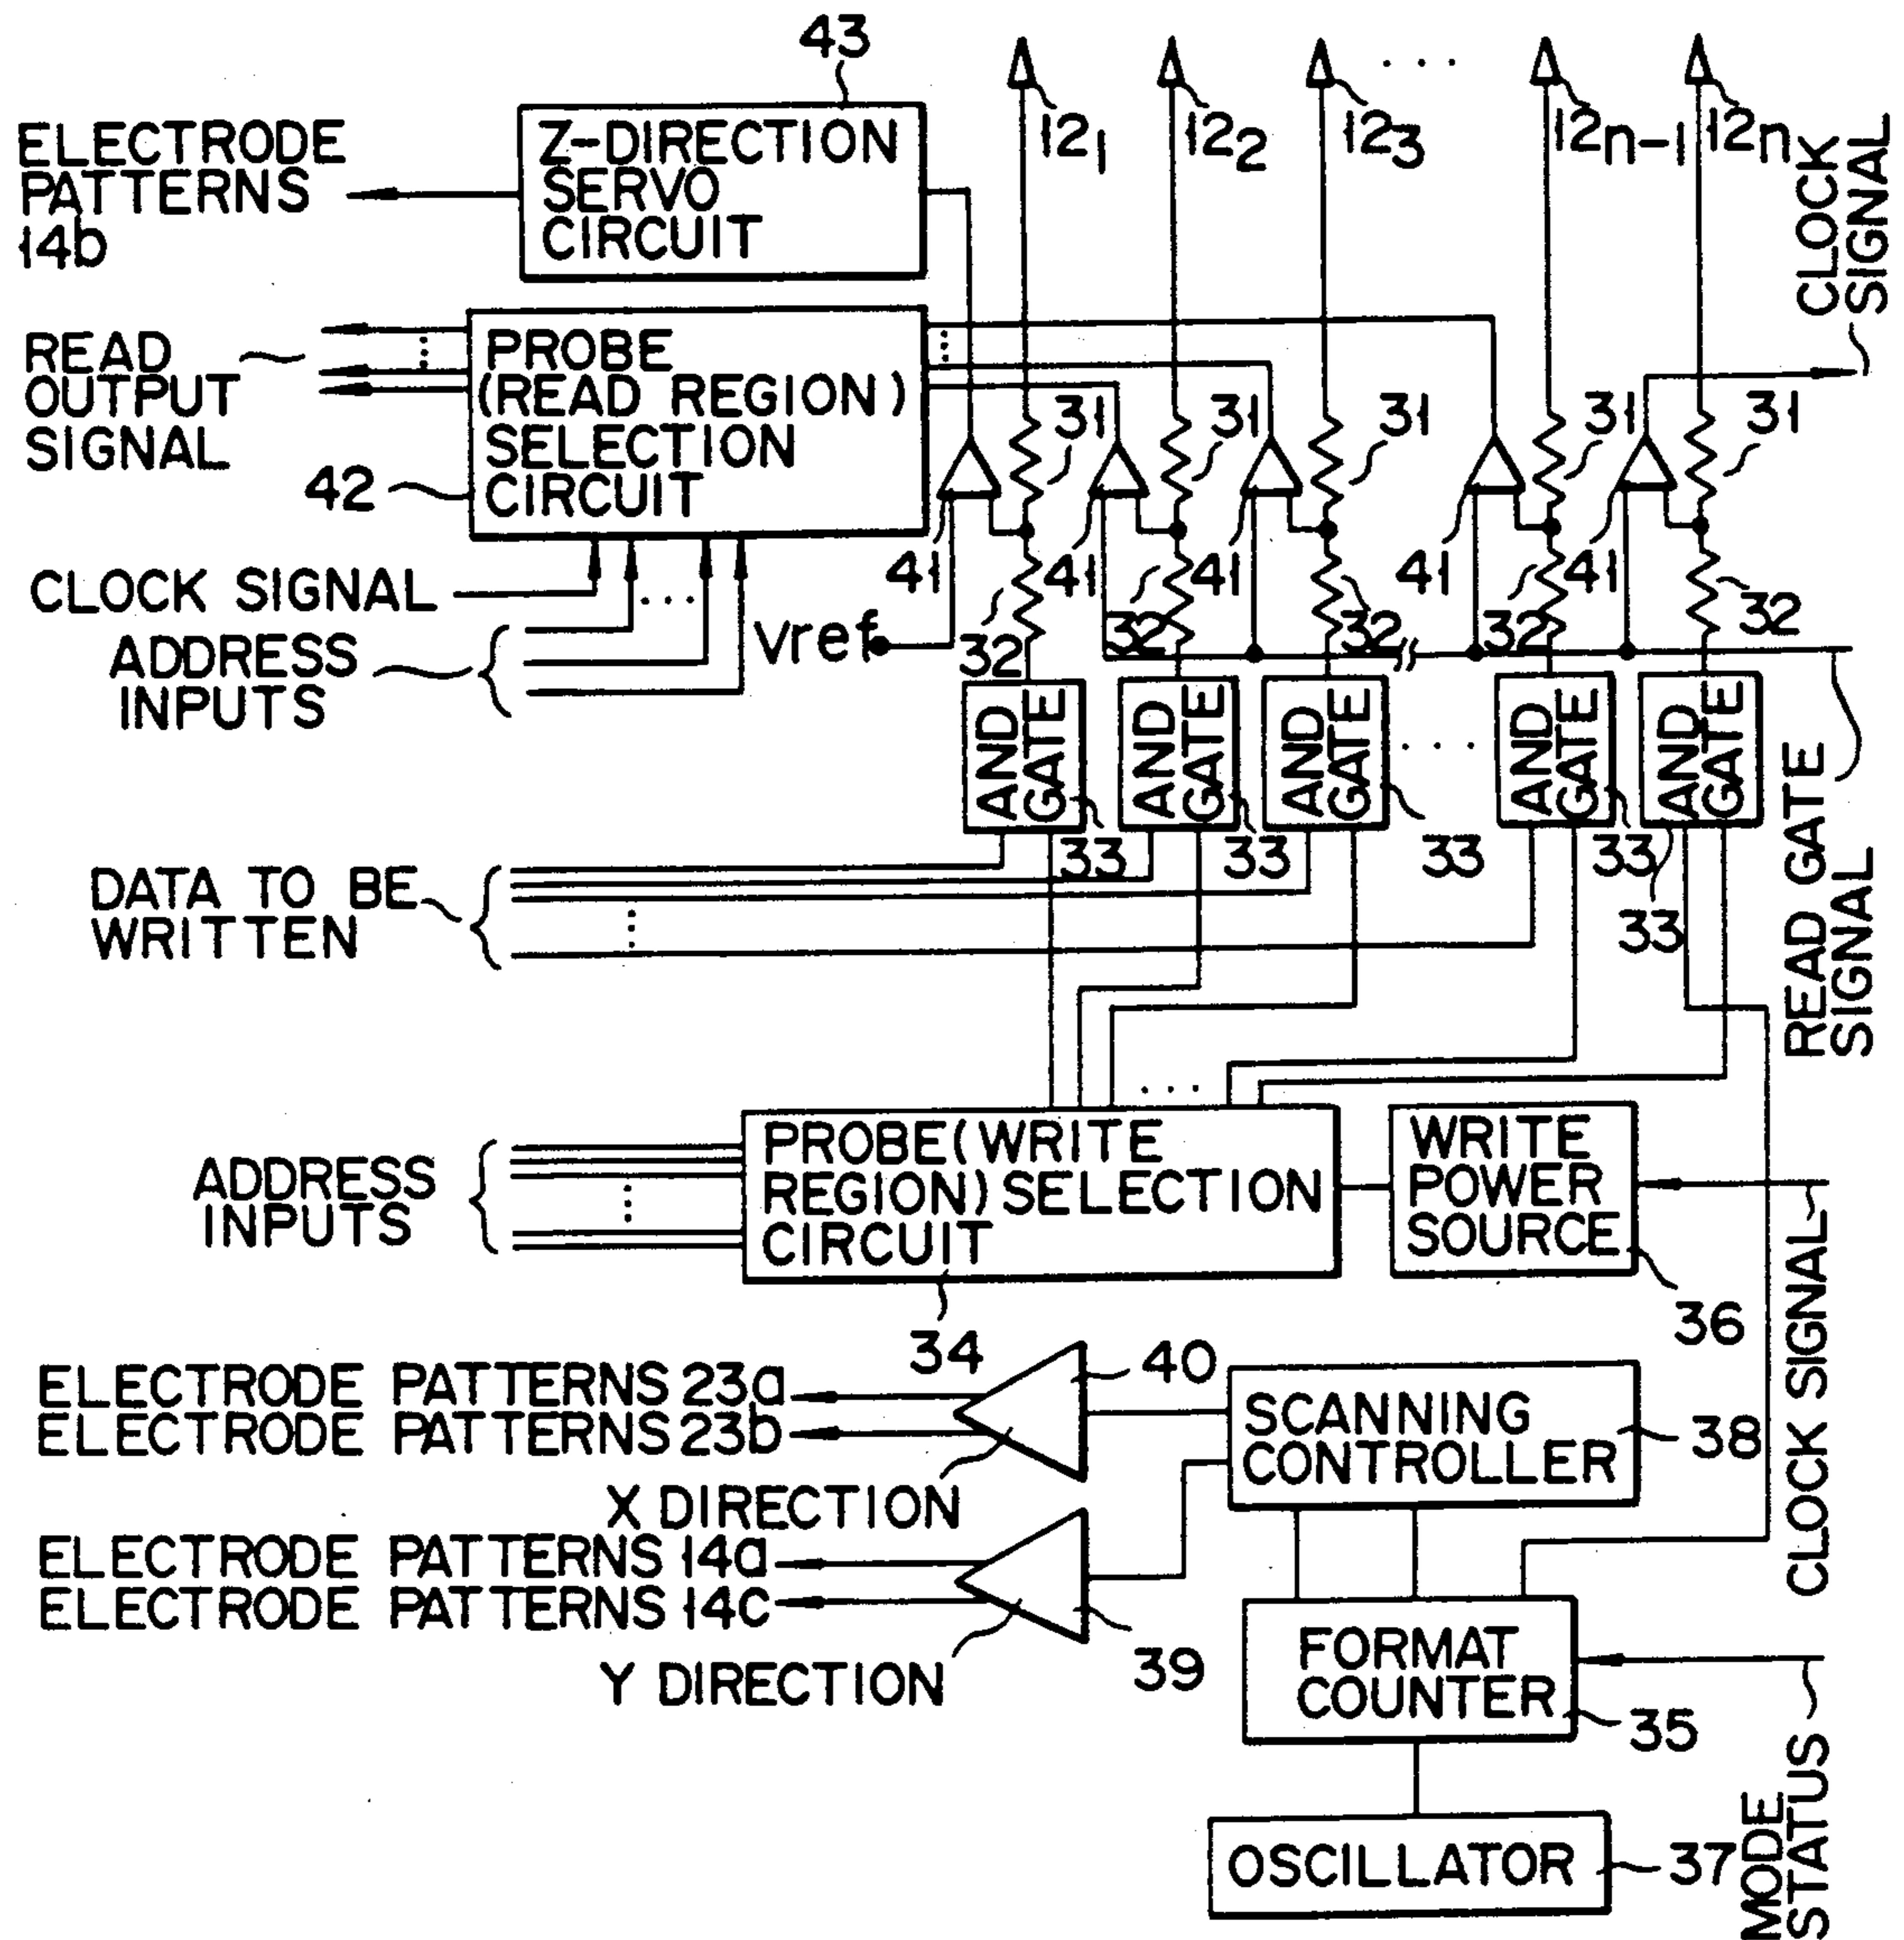 43
12₁
12₂
12₃
. . .
12n-1
12n
CLOCK
SIGNAL
ELECTRODE
PATTERNS
14b
Z-DIRECTION
SERVO
CIRCUIT
READ
OUTPUT
SIGNAL
PROBE
(READ REGION)
SELECTION
CIRCUIT
42
31
31
31
31
31
41
41
41
41
41
CLOCK SIGNAL
. . .
ADDRESS
INPUTS
Vref
32
32
32
32
32
AND
GATE
AND
GATE
AND
GATE
. . .
AND
GATE
AND
GATE
33
33
33
33
33
READ GATE
SIGNAL
DATA TO BE
WRITTEN
. . .
ADDRESS
INPUTS
PROBE (WRITE
REGION) SELECTION
CIRCUIT
34
WRITE
POWER
SOURCE
36
CLOCK SIGNAL
ELECTRODE PATTERNS 23a
ELECTRODE PATTERNS 23b
40
X DIRECTION
SCANNING
CONTROLLER
38
ELECTRODE PATTERNS 14a
ELECTRODE PATTERNS 14c
39
Y DIRECTION
FORMAT
COUNTER
35
MODE
STATUS
OSCILLATOR
37